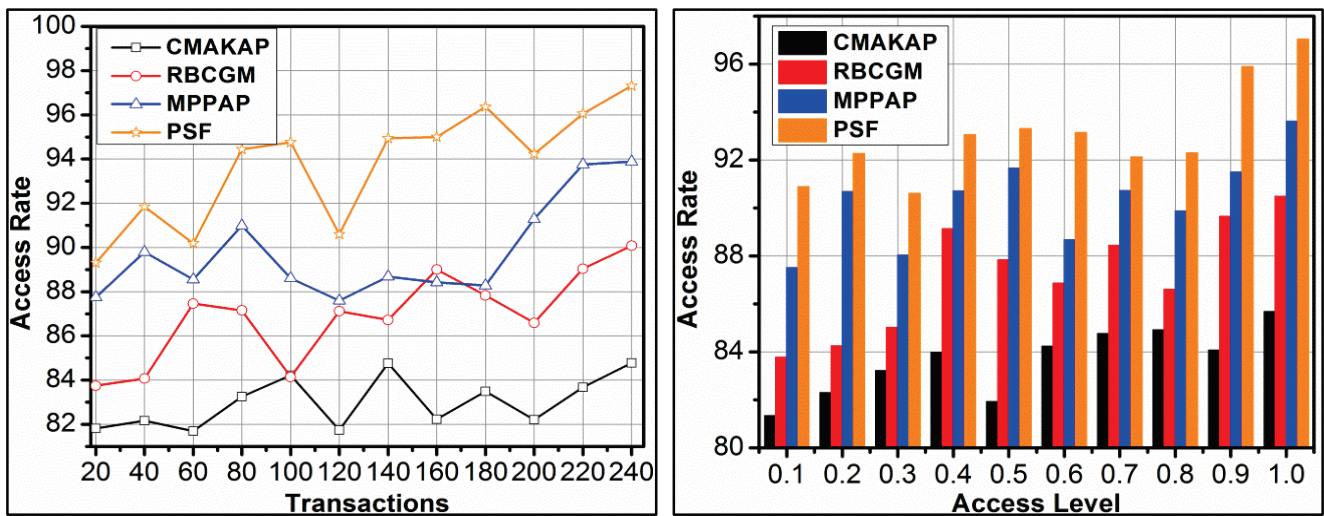 100
98
96
94
92
90
88
86
84
82
Access Rate
CMAKAP
RBCGM
MPPAP
PSF
20 40 60 80 100 120 140 160 180 200 220 240
Transactions
96
92
88
84
80
Access Rate
CMAKAP
RBCGM
MPPAP
PSF
0.1 0.2 0.3 0.4 0.5 0.6 0.7 0.8 0.9 1.0
Access Level